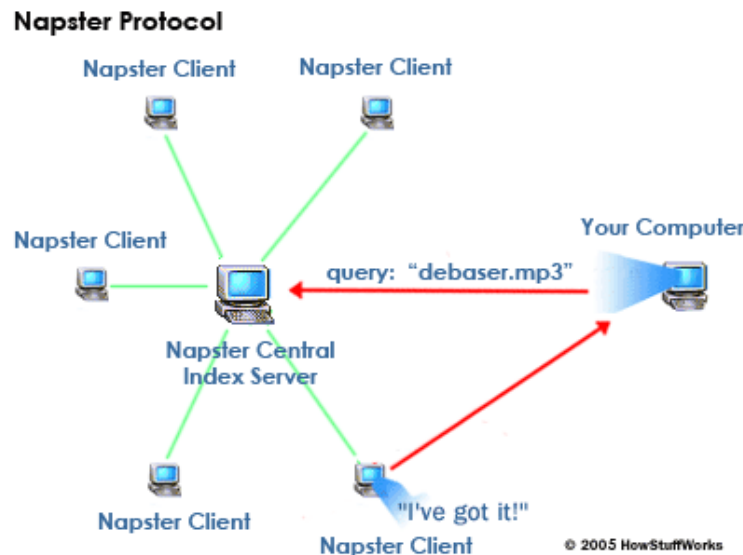 Napster Protocol
Napster Client
Napster Client
Napster Client
Your Computer
query: “debaser.mp3”
Napster Central
Index Server
"I've got it!"
Napster Client
Napster Client
© 2005 HowStuffWorks